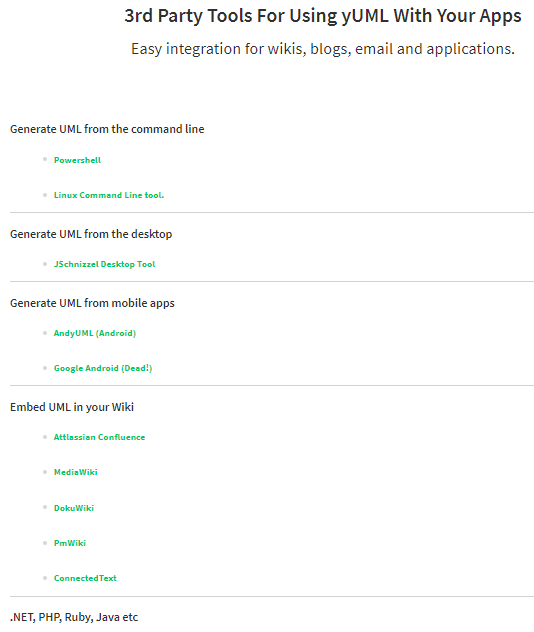 3rd Party Tools For Using yUML With Your Apps
Easy integration for wikis, blogs, email and applications.
Generate UML from the command line
Powershell
Linux Command Line tool.
Generate UML from the desktop
JSchnizzel Desktop Tool
Generate UML from mobile apps
AndyUML (Android)
Google Android (Dead!)
Embed UML in your Wiki
Attlassian Confluence
MediaWiki
DokuWiki
PmWiki
ConnectedText
.NET, PHP, Ruby, Java etc